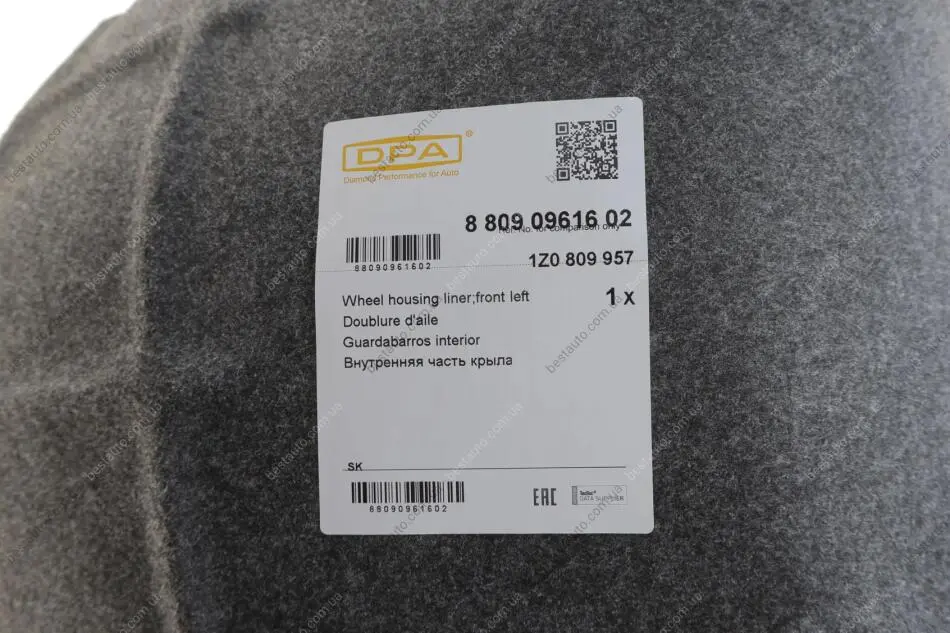 DPA®
Diamond Performance for Auto
8 809 09616 02
Ref. No. for comparison only
88090961602
1Z0 809 957
Wheel housing liner;front left
1 x
Doublure d'aile
Guardabarros interior
Внутренняя часть крыла
SK
88090961602
EAC
TecDoc®
DATA SUPPLIER
bestauto.com.ua